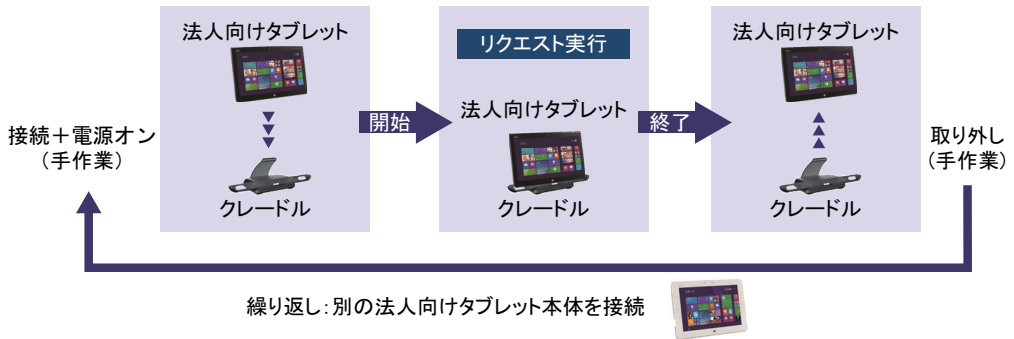 接続+電源オン
(手作業)
法人向けタブレット
クレードル
開始
リクエスト実行
法人向けタブレット
クレードル
終了
法人向けタブレット
クレードル
取り外し
(手作業)
繰り返し:別の法人向けタブレット本体を接続